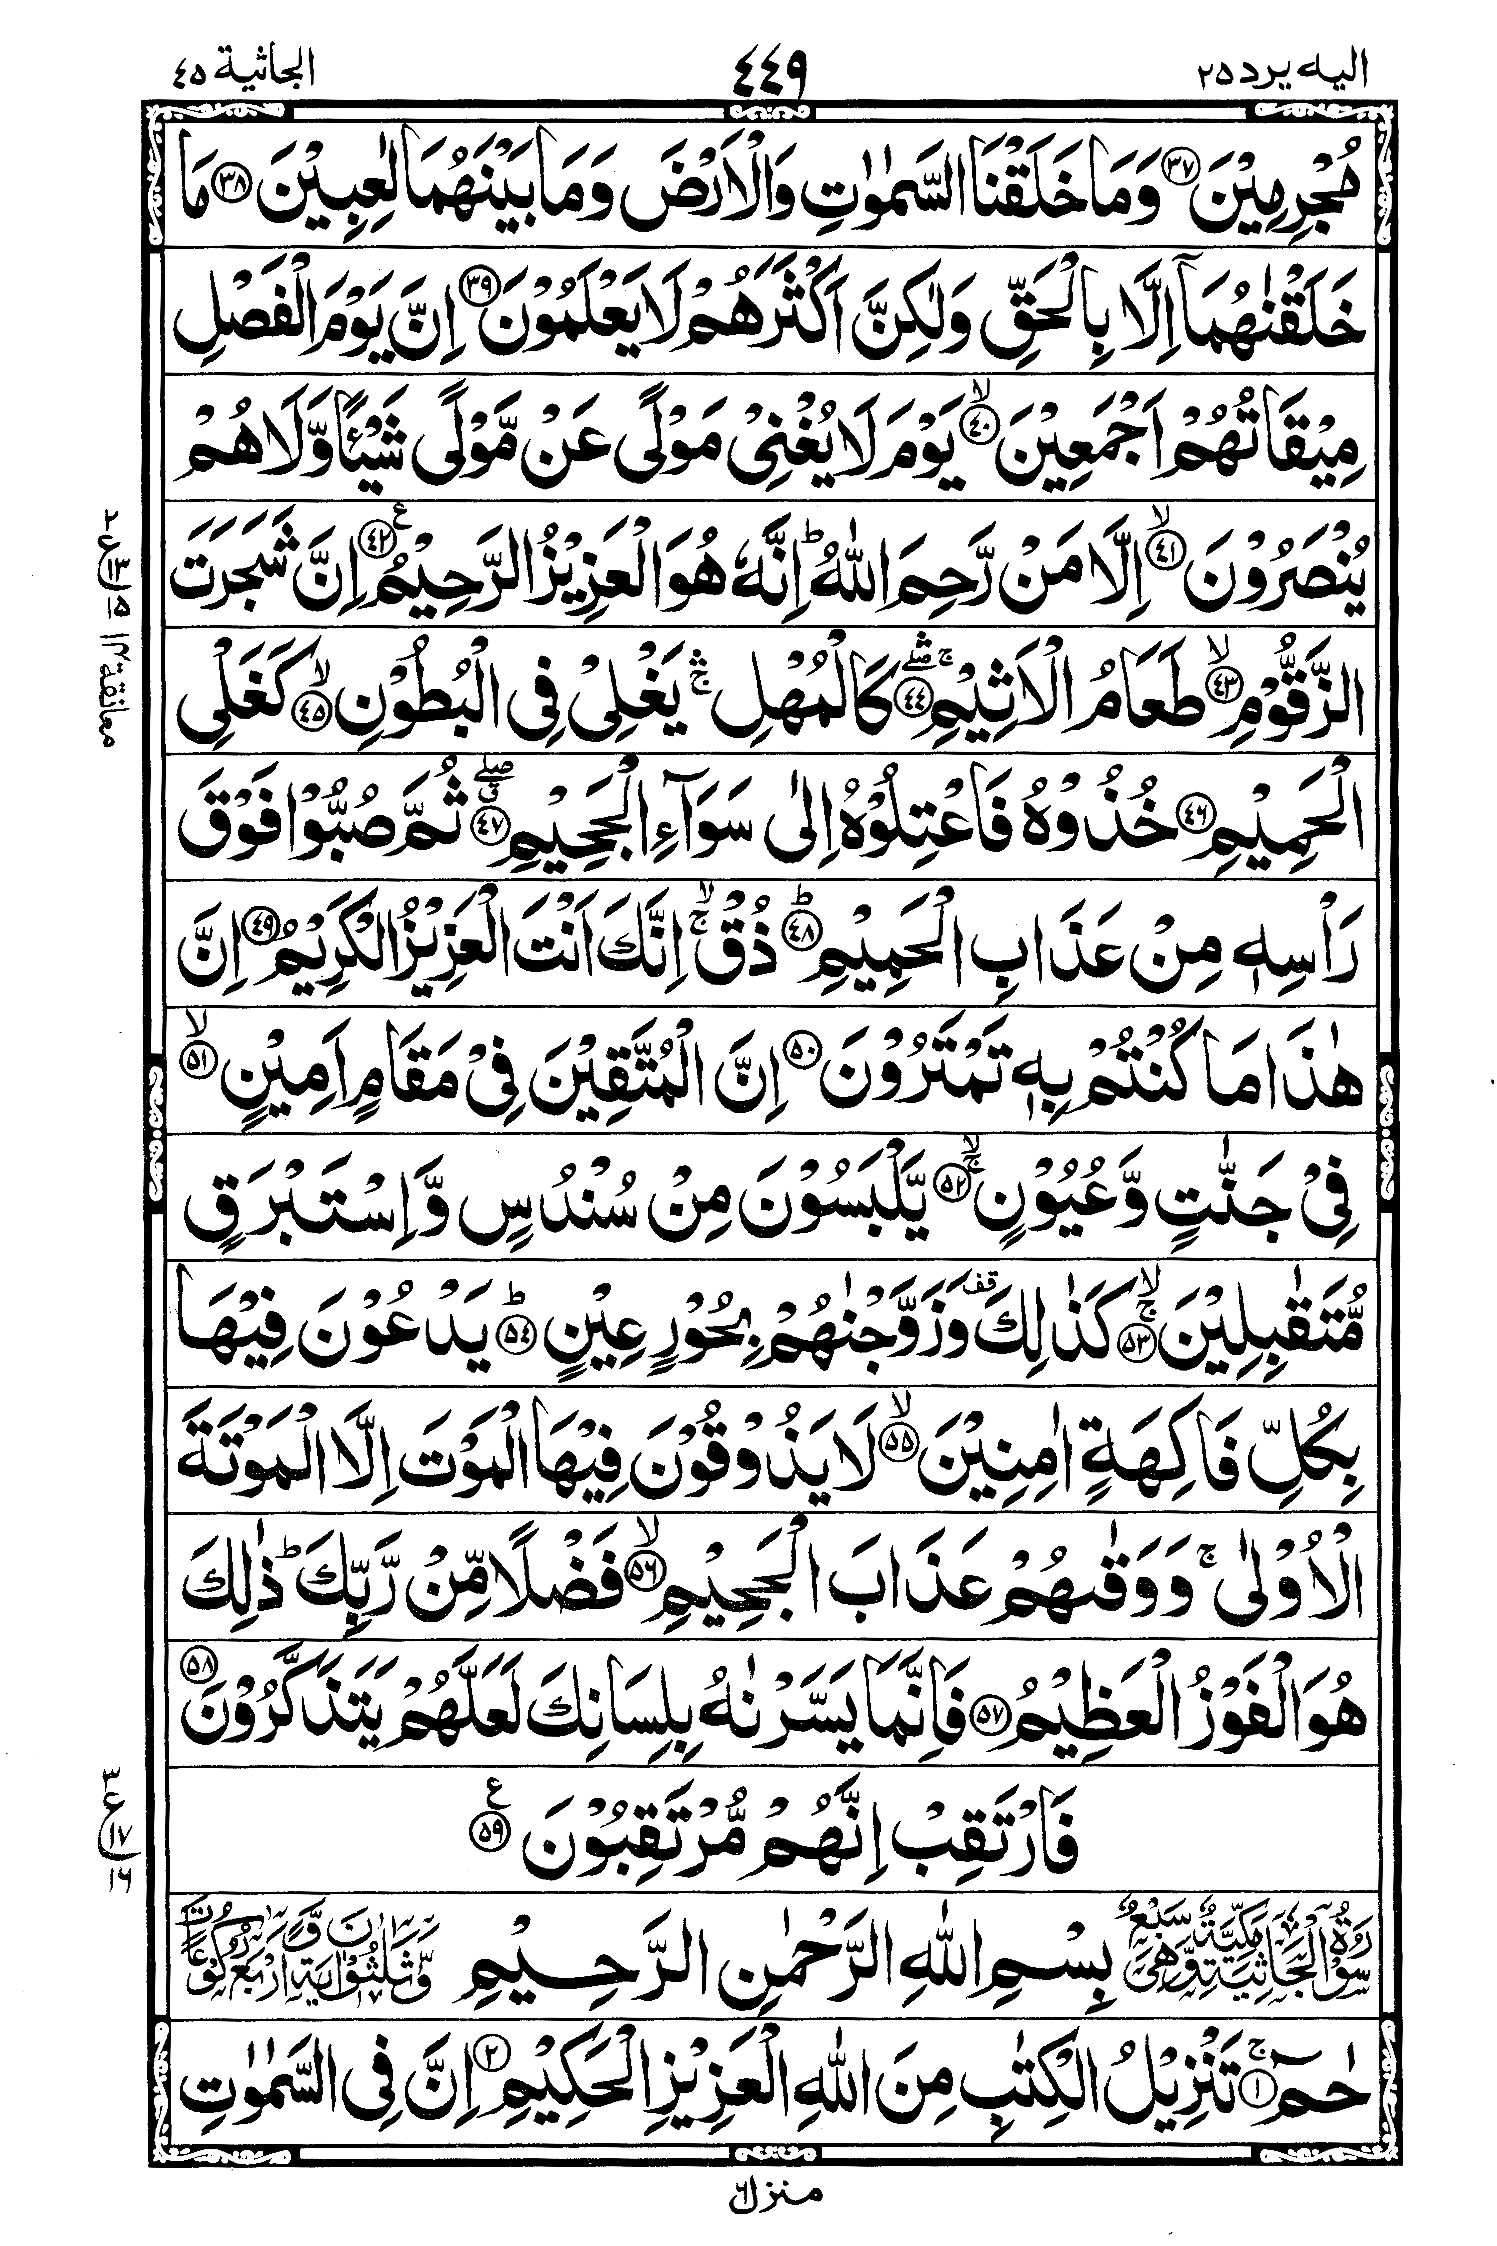 اليه يرد ٢٥
٤٤٩
الجاثية ٤٥
مُجْرِمِيْنَ ﴿٣٧﴾ وَمَا خَلَقْنَا السَّمٰوٰتِ وَالْاَرْضَ وَمَا بَيْنَهُمَا لٰعِبِيْنَ ﴿٣٨﴾ مَا
خَلَقْنٰهُمَاۤ اِلَّا بِالْحَقِّ وَلٰكِنَّ اَكْثَرَهُمْ لَا يَعْلَمُوْنَ ﴿٣٩﴾ اِنَّ يَوْمَ الْفَصْلِ
مِيْقَاتُهُمْ اَجْمَعِيْنَ ۙ﴿٤٠﴾ يَوْمَ لَا يُغْنِيْ مَوْلًى عَنْ مَّوْلًى شَيْـًٔا وَّلَا هُمْ
يُنْصَرُوْنَ ۙ﴿٤١﴾ اِلَّا مَنْ رَّحِمَ اللّٰهُ ؕ اِنَّهٗ هُوَ الْعَزِيْزُ الرَّحِيْمُ ﴿٤٢﴾ ع اِنَّ شَجَرَتَ
الزَّقُّوْمِ ۙ﴿٤٣﴾ طَعَامُ الْاَثِيْمِ ۛۚۖ﴿٤٤﴾ كَالْمُهْلِ ۛۚ يَغْلِيْ فِي الْبُطُوْنِ ۙ﴿٤٥﴾ كَغَلْيِ
الْحَمِيْمِ ﴿٤٦﴾ خُذُوْهُ فَاعْتِلُوْهُ اِلٰى سَوَآءِ الْجَحِيْمِ ۖق﴿٤٧﴾ ثُمَّ صُبُّوْا فَوْقَ
رَاْسِهٖ مِنْ عَذَابِ الْحَمِيْمِ ؕ﴿٤٨﴾ ذُقْ ۙۚ اِنَّكَ اَنْتَ الْعَزِيْزُ الْكَرِيْمُ ﴿٤٩﴾ اِنَّ
هٰذَا مَا كُنْتُمْ بِهٖ تَمْتَرُوْنَ ﴿٥٠﴾ اِنَّ الْمُتَّقِيْنَ فِيْ مَقَامٍ اَمِيْنٍ ۙ﴿٥١﴾
فِيْ جَنّٰتٍ وَّعُيُوْنٍ ۙۚ﴿٥٢﴾ يَّلْبَسُوْنَ مِنْ سُنْدُسٍ وَّاِسْتَبْرَقٍ
مُّتَقٰبِلِيْنَ ۙۚ﴿٥٣﴾ كَذٰلِكَ قف وَزَوَّجْنٰهُمْ بِحُوْرٍ عِيْنٍ ؕ﴿٥٤﴾ يَدْعُوْنَ فِيْهَا
بِكُلِّ فَاكِهَةٍ اٰمِنِيْنَ ۙ﴿٥٥﴾ لَا يَذُوْقُوْنَ فِيْهَا الْمَوْتَ اِلَّا الْمَوْتَةَ
الْاُوْلٰى ۚ وَوَقٰىهُمْ عَذَابَ الْجَحِيْمِ ۙ﴿٥٦﴾ فَضْلًا مِّنْ رَّبِّكَ ؕ ذٰلِكَ
هُوَ الْفَوْزُ الْعَظِيْمُ ﴿٥٧﴾ فَاِنَّمَا يَسَّرْنٰهُ بِلِسَانِكَ لَعَلَّهُمْ يَتَذَكَّرُوْنَ ﴿٥٨﴾
فَارْتَقِبْ اِنَّهُمْ مُّرْتَقِبُوْنَ ﴿٥٩﴾ ع
سُوْرَةُ الْجَاثِيَةِ مَكِّيَّةٌ وَّهِيَ سَبْعٌ وَّثَلٰثُوْنَ اٰيَةً وَّاَرْبَعُ رُكُوْعَاتٍ
بِسْمِ اللّٰهِ الرَّحْمٰنِ الرَّحِيْمِ
حٰمٓ ۚ﴿١﴾ تَنْزِيْلُ الْكِتٰبِ مِنَ اللّٰهِ الْعَزِيْزِ الْحَكِيْمِ ﴿٢﴾ اِنَّ فِي السَّمٰوٰتِ
معانقة ١٢
ع ١٥
ع ١٧ ١٦
منزل ٦